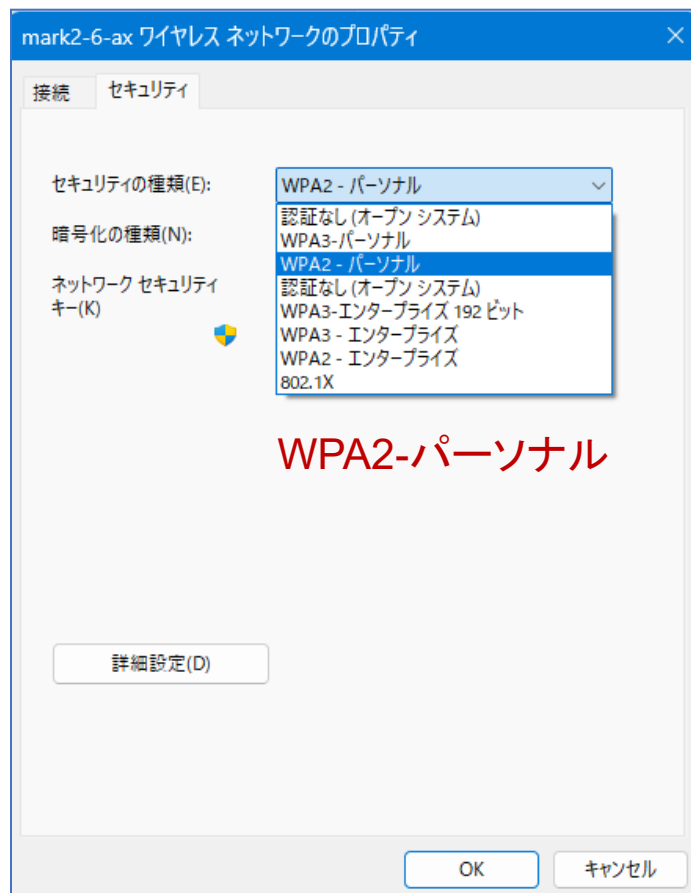 mark2-6-ax ワイヤレス ネットワークのプロパティ
接続 セキュリティ
セキュリティの種類(E): WPA2 - パーソナル
認証なし (オープン システム)
暗号化の種類(N): WPA3-パーソナル
WPA2 - パーソナル
ネットワーク セキュリティ 認証なし (オープン システム)
キー(K) WPA3-エンタープライズ 192 ビット
WPA3 - エンタープライズ
WPA2 - エンタープライズ
802.1X
WPA2-パーソナル
詳細設定(D)
OK キャンセル